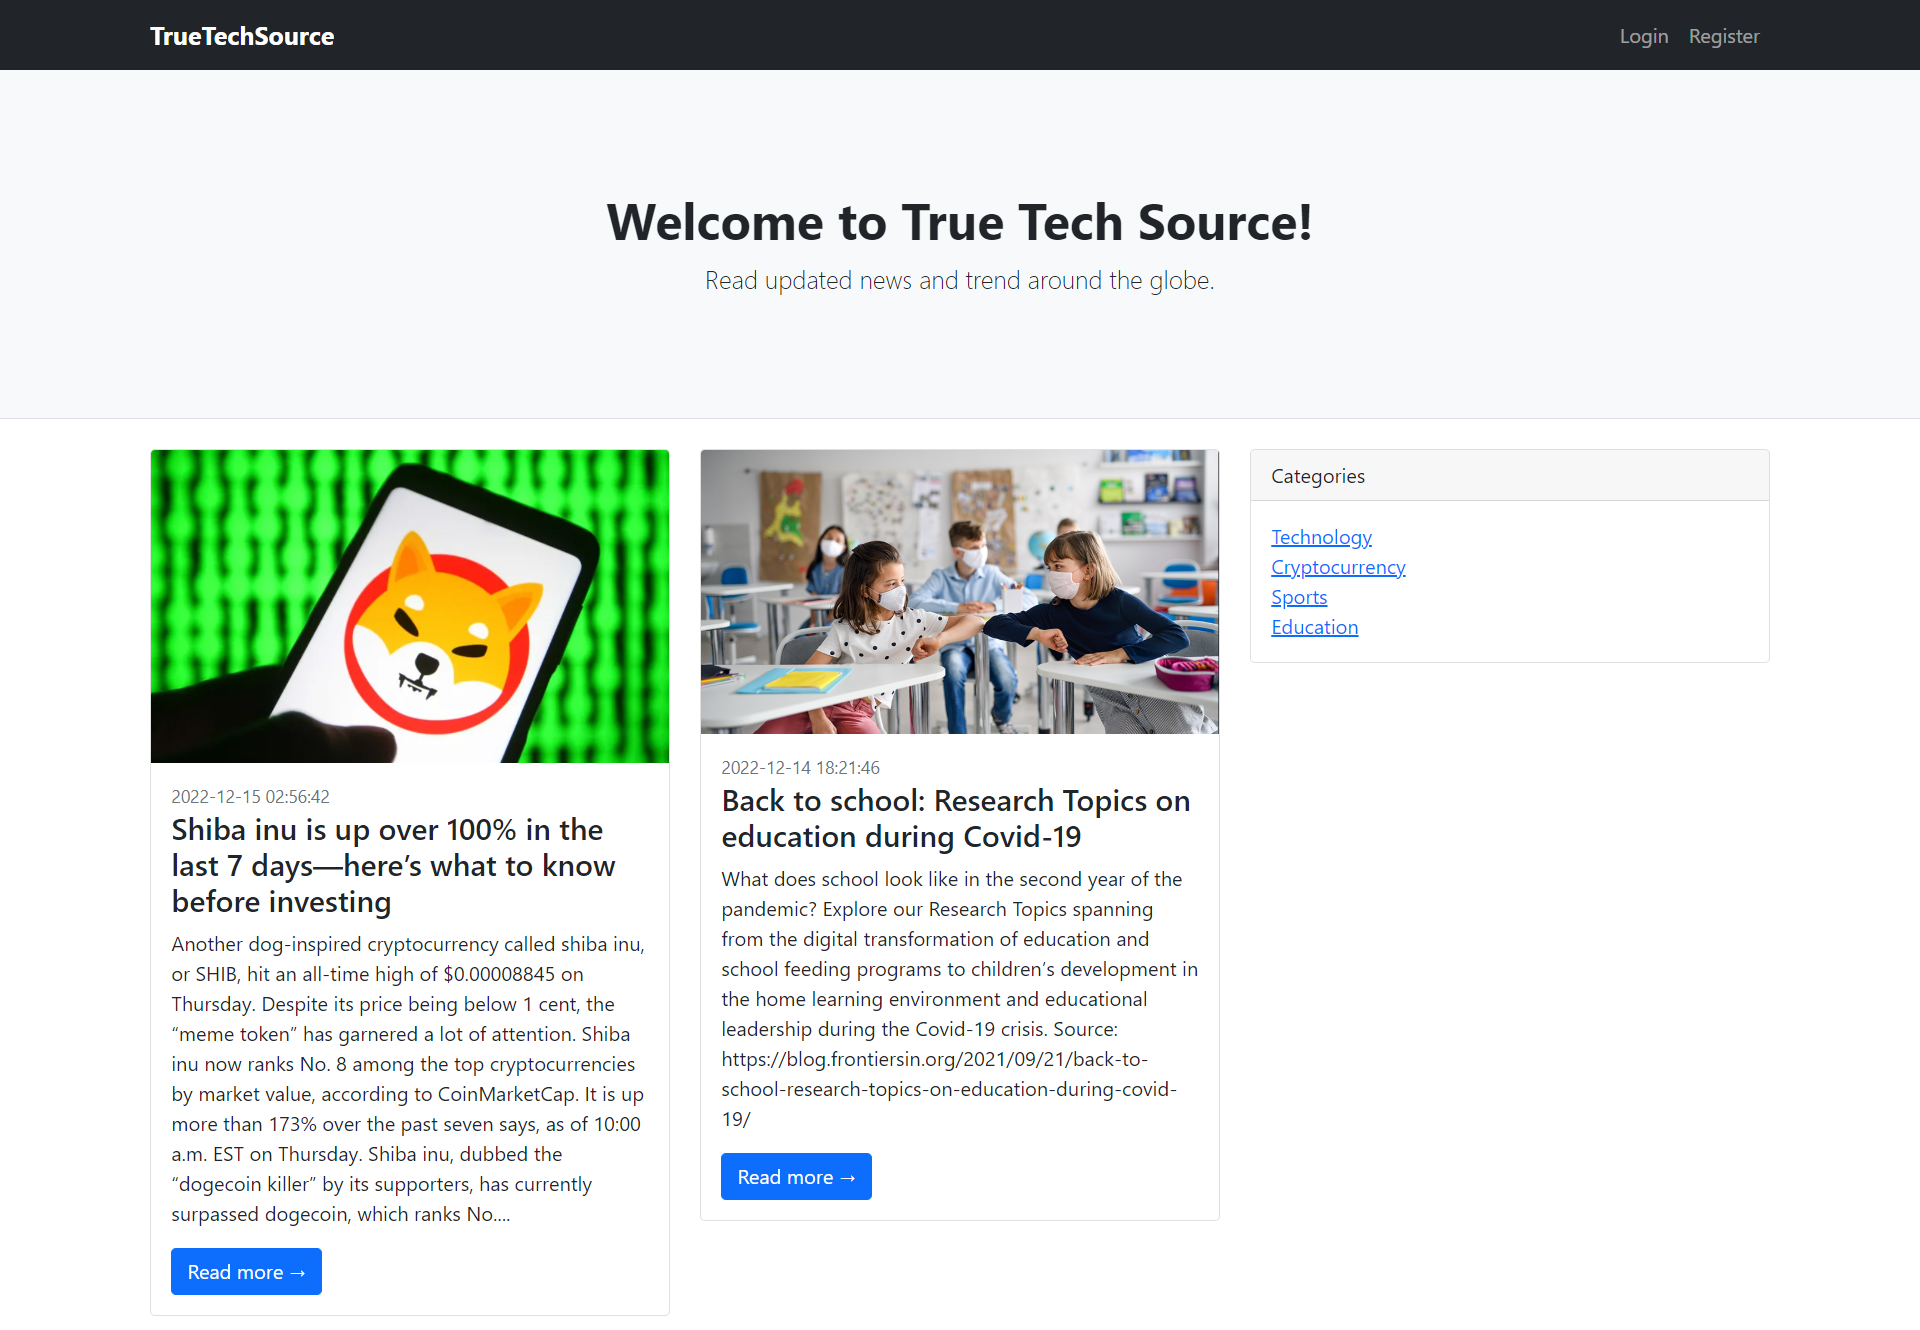 TrueTechSource
Login
Register
Welcome to True Tech Source!
Read updated news and trend around the globe.
2022-12-15 02:56:42
Shiba inu is up over 100% in the
last 7 days—here’s what to know
before investing
Another dog-inspired cryptocurrency called shiba inu,
or SHIB, hit an all-time high of $0.00008845 on
Thursday. Despite its price being below 1 cent, the
“meme token” has garnered a lot of attention. Shiba
inu now ranks No. 8 among the top cryptocurrencies
by market value, according to CoinMarketCap. It is up
more than 173% over the past seven says, as of 10:00
a.m. EST on Thursday. Shiba inu, dubbed the
“dogecoin killer” by its supporters, has currently
surpassed dogecoin, which ranks No....
Read more →
2022-12-14 18:21:46
Back to school: Research Topics on
education during Covid-19
What does school look like in the second year of the
pandemic? Explore our Research Topics spanning
from the digital transformation of education and
school feeding programs to children’s development in
the home learning environment and educational
leadership during the Covid-19 crisis. Source:
https://blog.frontiersin.org/2021/09/21/back-to-
school-research-topics-on-education-during-covid-
19/
Read more →
Categories
Technology
Cryptocurrency
Sports
Education